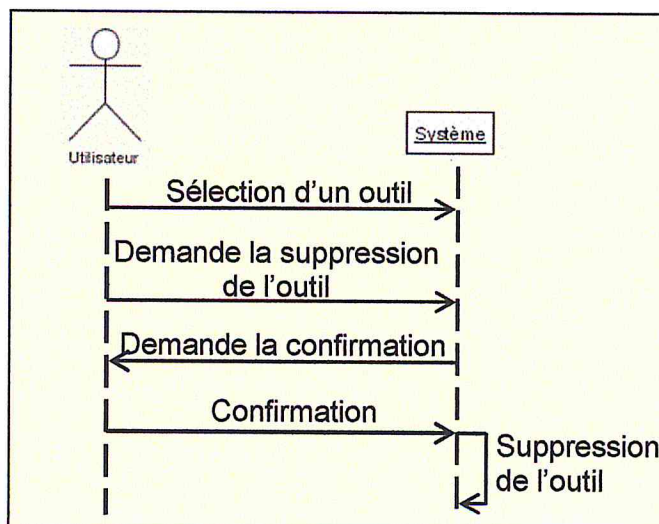 Utilisateur
Système
Sélection d'un outil
Demande la suppression
de l'outil
Demande la confirmation
Confirmation
Suppression
de l'outil